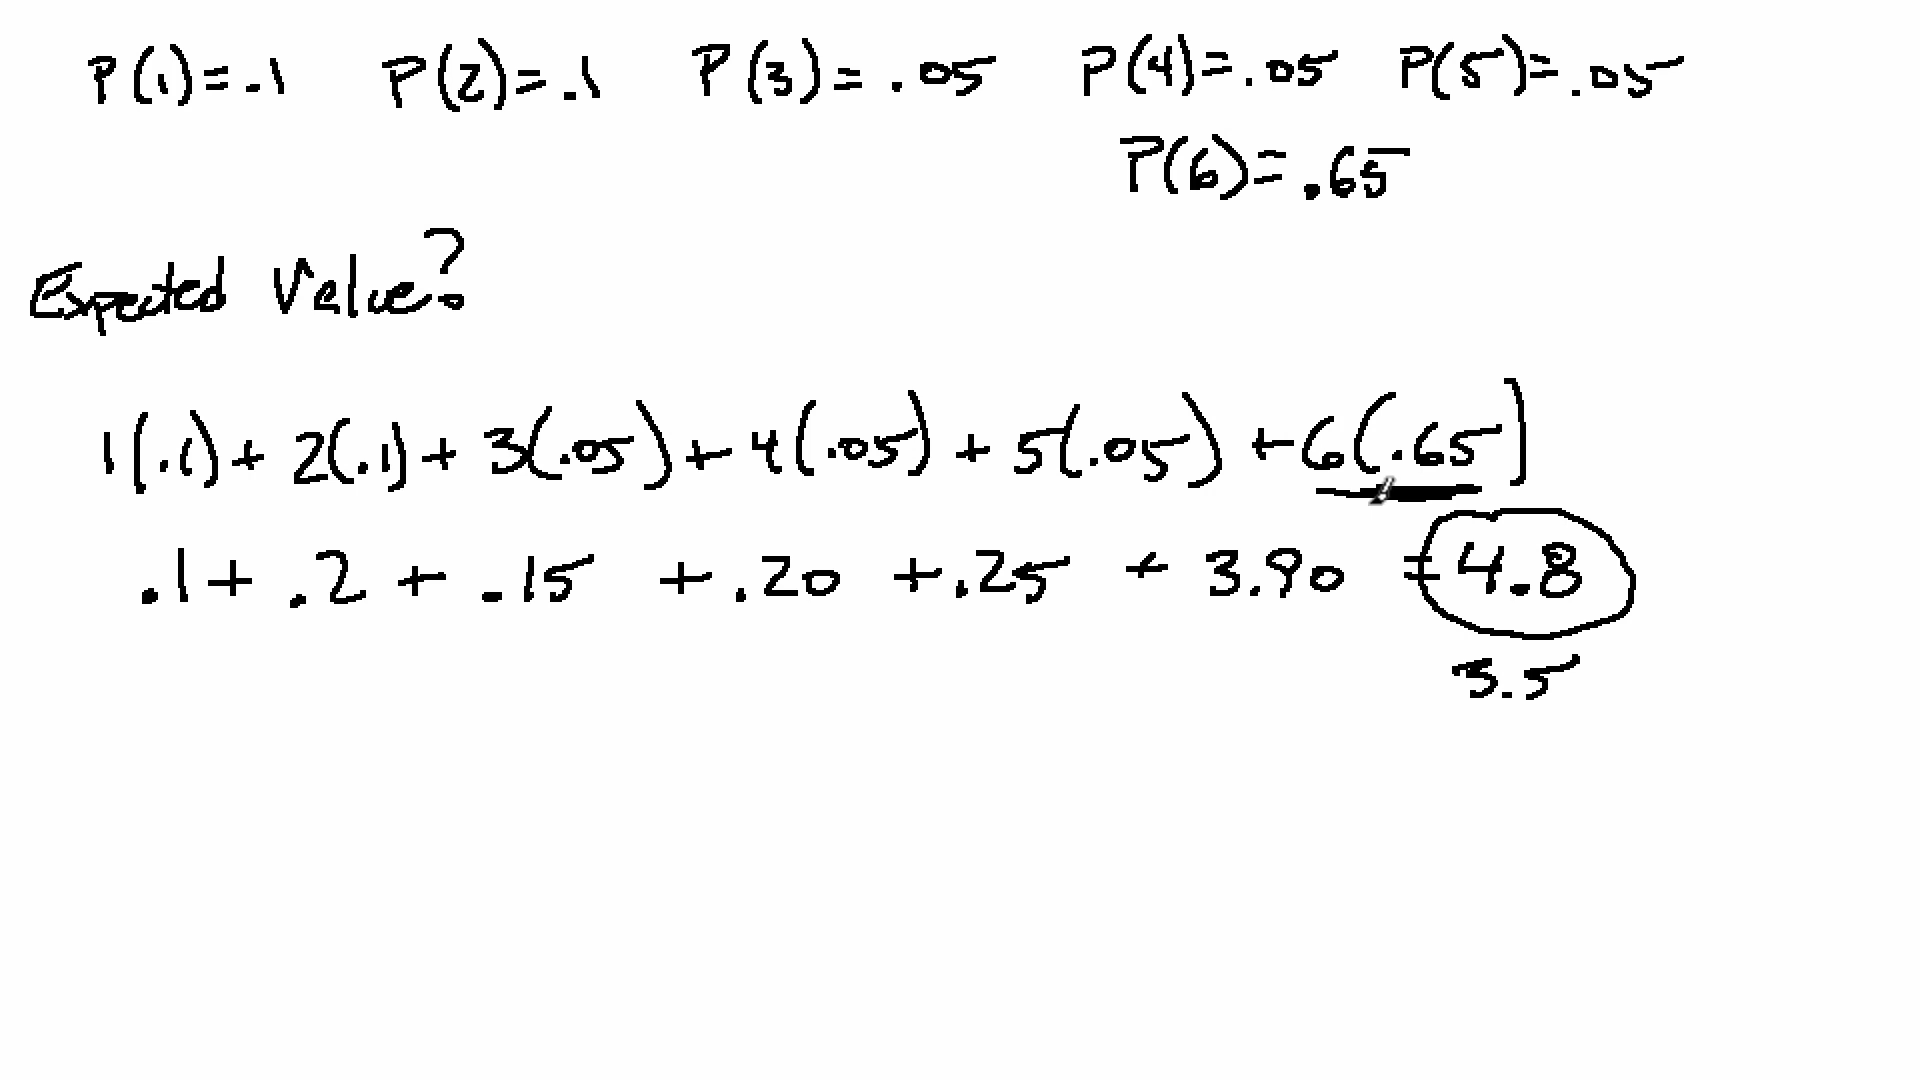 P(1)=.1 P(2)=.1 P(3)=.05 P(4)=.05 P(5)=.05
P(6)=.65
Expected Value?
1(.1)+2(.1)+3(.05)+4(.05)+5(.05)+6(.65)
.1+.2+.15+.20+.25+3.90=4.8
3.5